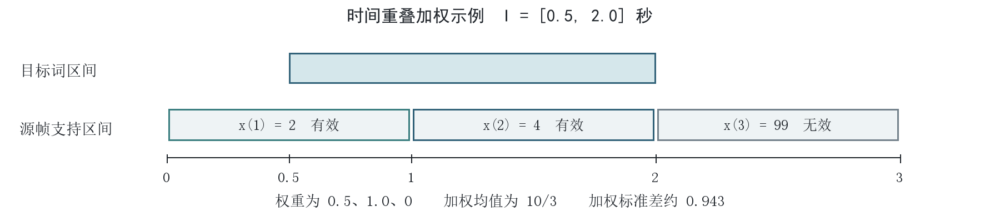 时间重叠加权示例 I = [0.5, 2.0] 秒
目标词区间
源帧支持区间
x(1) = 2 有效
x(2) = 4 有效
x(3) = 99 无效
0 0.5 1 2 3
权重为 0.5、1.0、0 加权均值为 10/3 加权标准差约 0.943